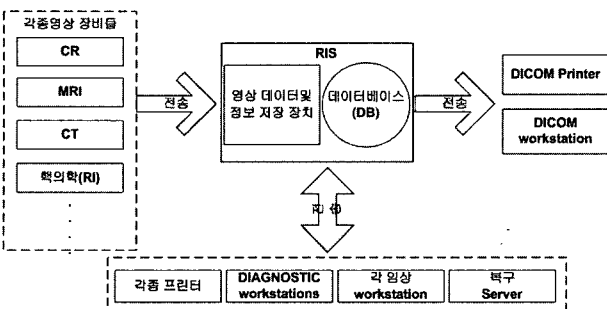 각종영상 장비들
CR
MRI
CT
핵의학(RI)
전송
RIS
영상 데이터및
정보 저장 장치
데이터베이스
(DB)
전송
DICOM Printer
DICOM
workstation
각종 프린터
DIAGNOSTIC
workstations
각 임상
workstation
복구
Server